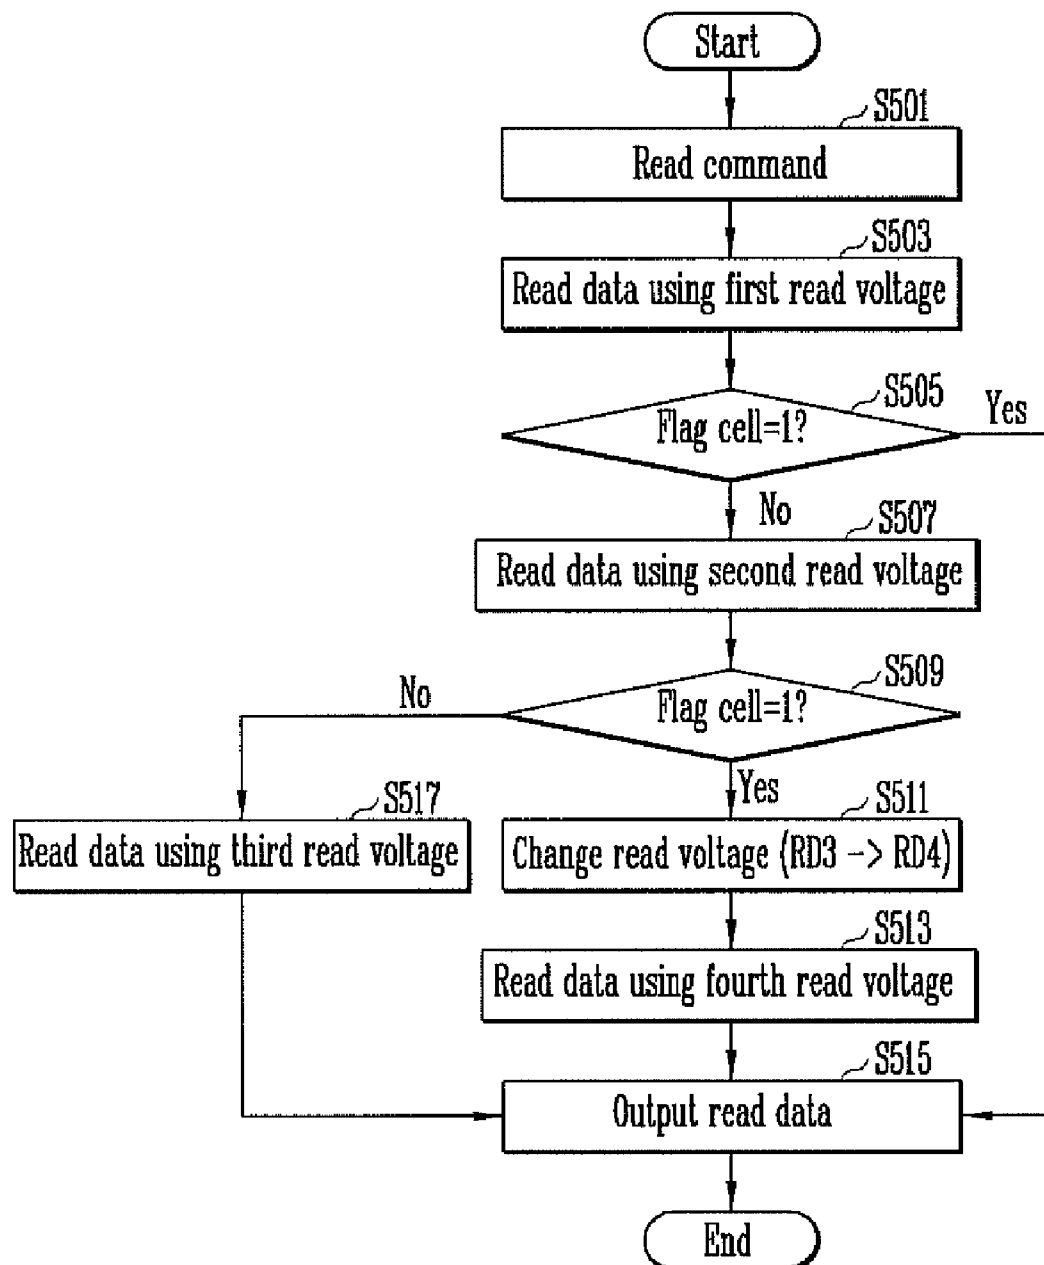 Start
S501
Read command
S503
Read data using first read voltage
S505
Flag cell=1?
Yes
No
S507
Read data using second read voltage
S509
Flag cell=1?
No
Yes
S517
Read data using third read voltage
S511
Change read voltage (RD3 -> RD4)
S513
Read data using fourth read voltage
S515
Output read data
End